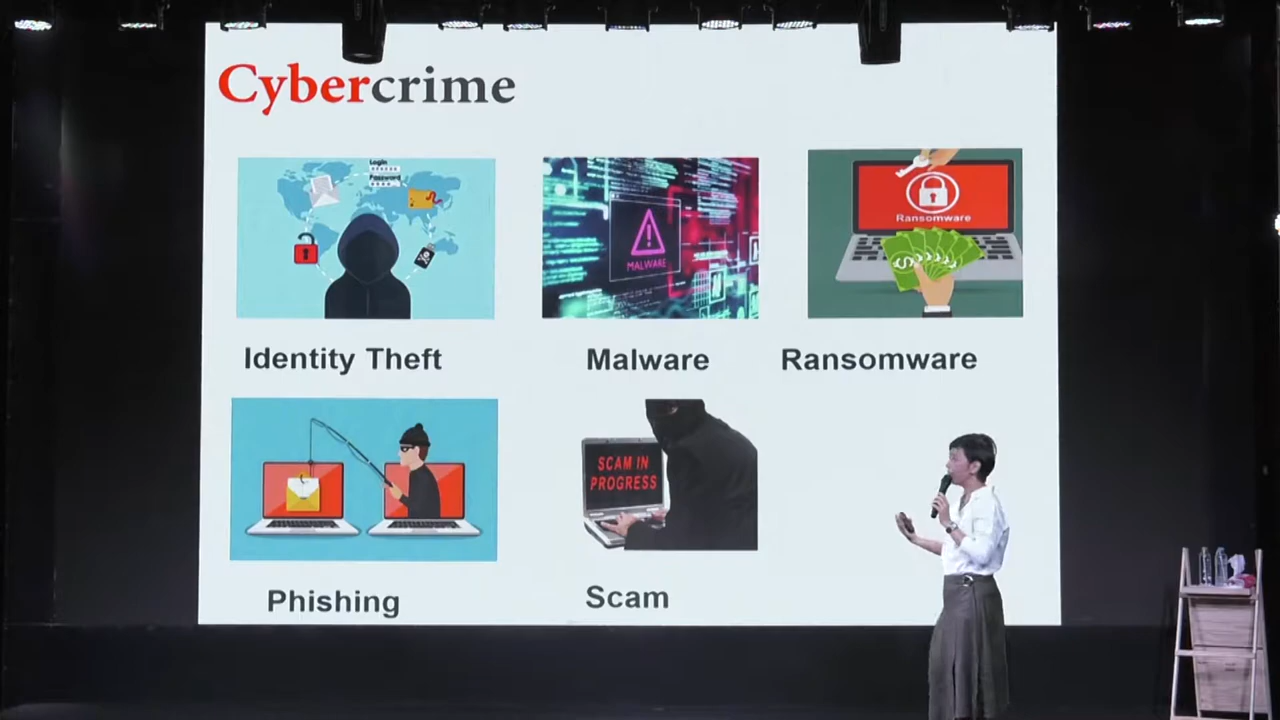 Cybercrime
Login
Password
MALWARE
Ransomware
Identity Theft
Malware
Ransomware
SCAM IN
PROGRESS
Phishing
Scam